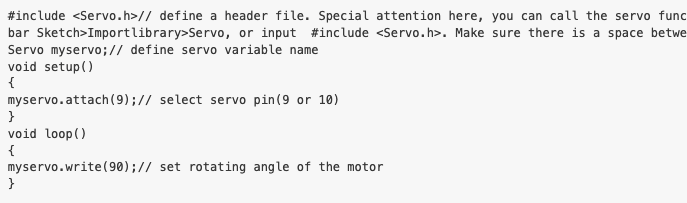 #include <Servo.h>// define a header file. Special attention here, you can call the servo func
bar Sketch>Importlibrary>Servo, or input  #include <Servo.h>. Make sure there is a space betwe
Servo myservo;// define servo variable name
void setup()
{
myservo.attach(9);// select servo pin(9 or 10)
}
void loop()
{
myservo.write(90);// set rotating angle of the motor
}